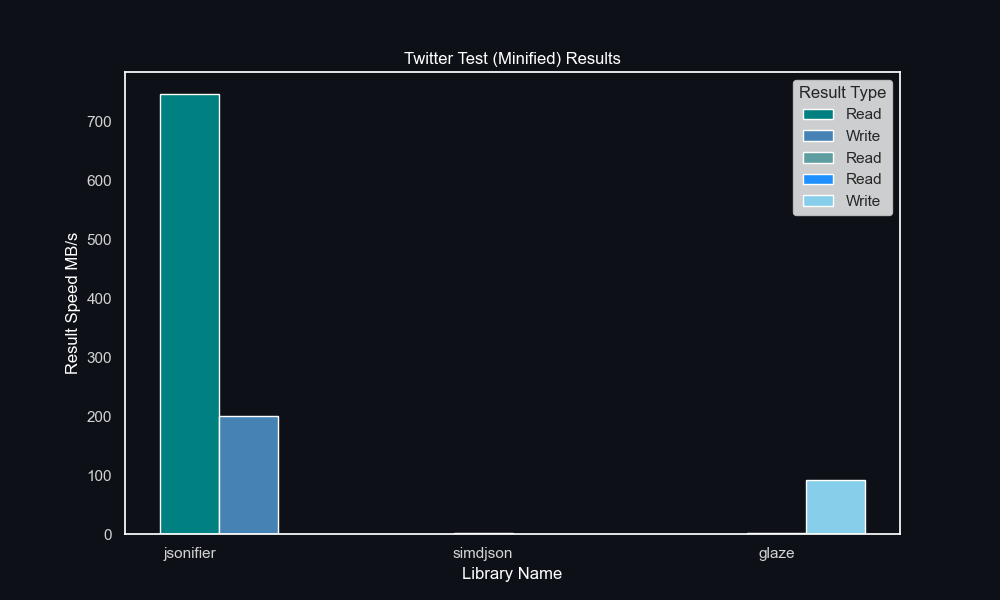 Twitter Test (Minified) Results
Result Type
Read
Write
Read
Read
Write
Result Speed MB/s
700
600
500
400
300
200
100
0
jsonifier
simdjson
glaze
Library Name